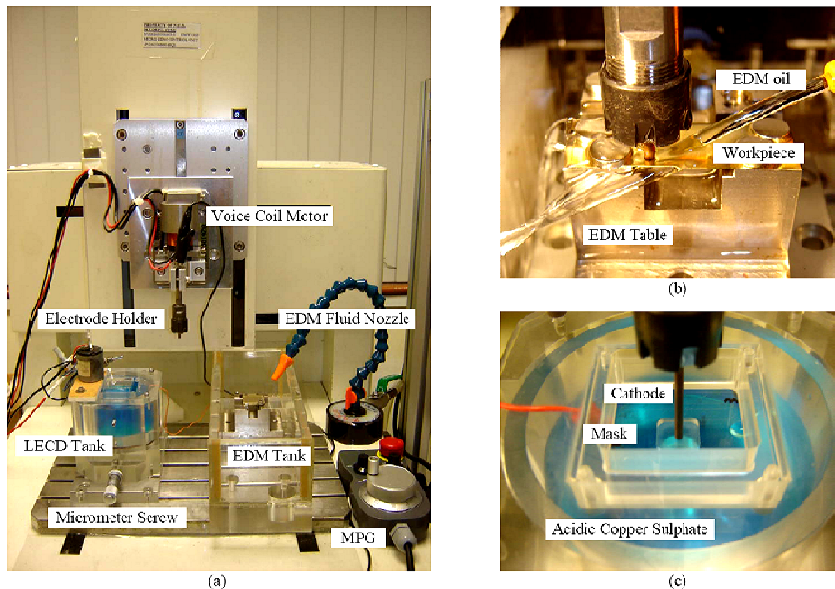 Voice Coil Motor
Electrode Holder
EDM Fluid Nozzle
LECD Tank
EDM Tank
Micrometer Screw
MPG
(a)
EDM oil
Workpiece
EDM Table
(b)
Cathode
Mask
Acidic Copper Sulphate
(c)